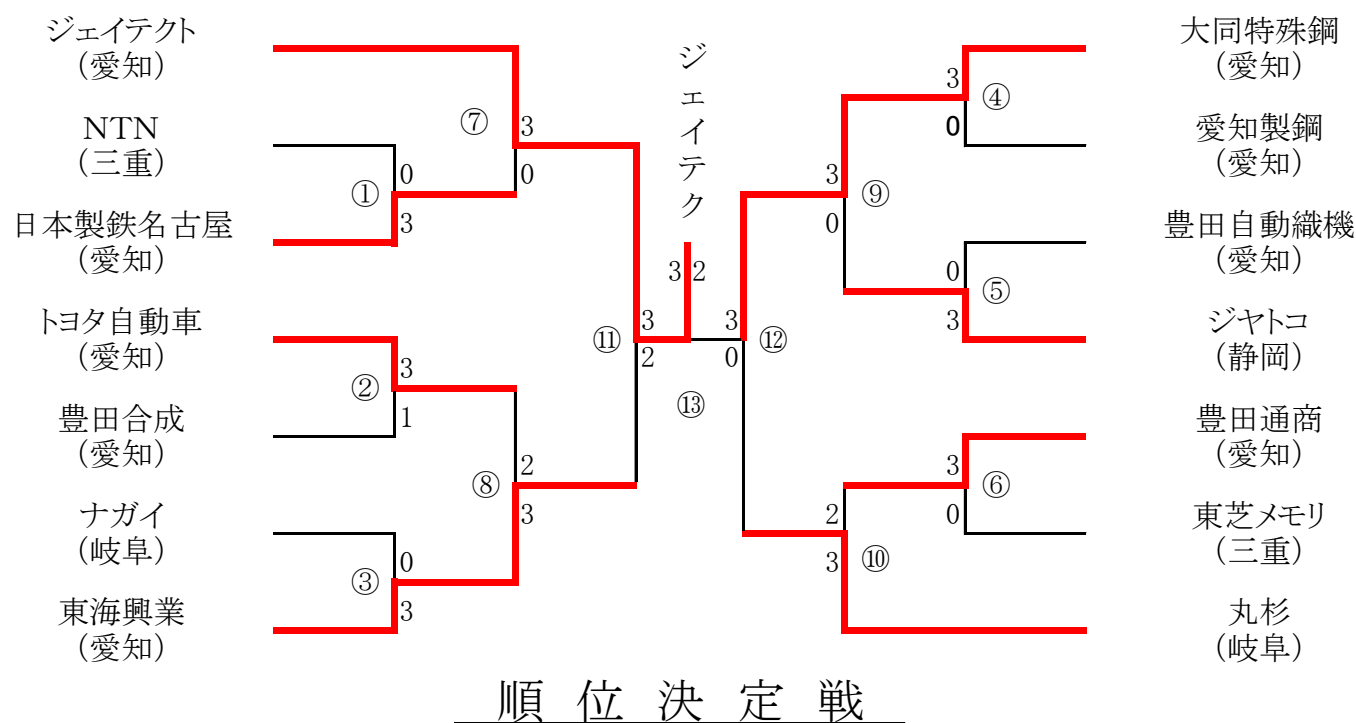 ジェイテクト
(愛知)
NTN
(三重)
日本製鉄名古屋
(愛知)
トヨタ自動車
(愛知)
豊田合成
(愛知)
ナガイ
(岐阜)
東海興業
(愛知)
⑦
3
0
①
0
3
②
3
1
⑧
2
3
③
0
3
⑪
3
2
ジェイテク
3 2
⑬
3
0
⑫
3
0
⑨
2
3
⑩
3
0
④
0
3
⑤
3
0
⑥
大同特殊鋼
(愛知)
愛知製鋼
(愛知)
豊田自動織機
(愛知)
ジヤトコ
(静岡)
豊田通商
(愛知)
東芝メモリ
(三重)
丸杉
(岐阜)
順位決定戦